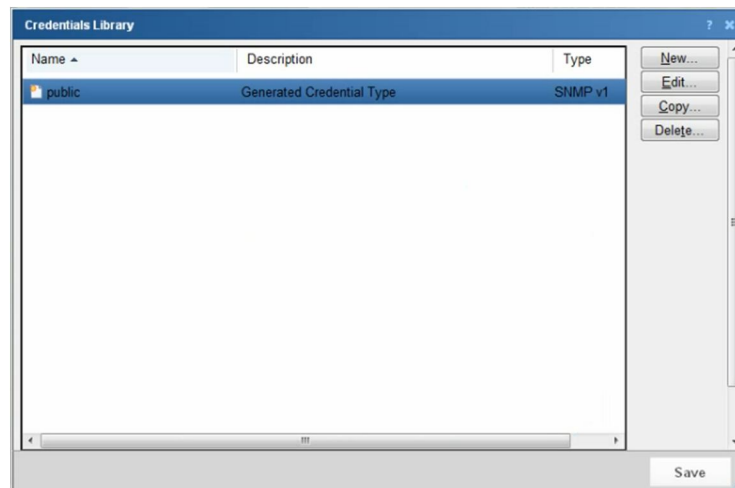 Credentials Library
Name Description Type
public Generated Credential Type SNMP v1
New...
Edit...
Copy...
Delete...
Save